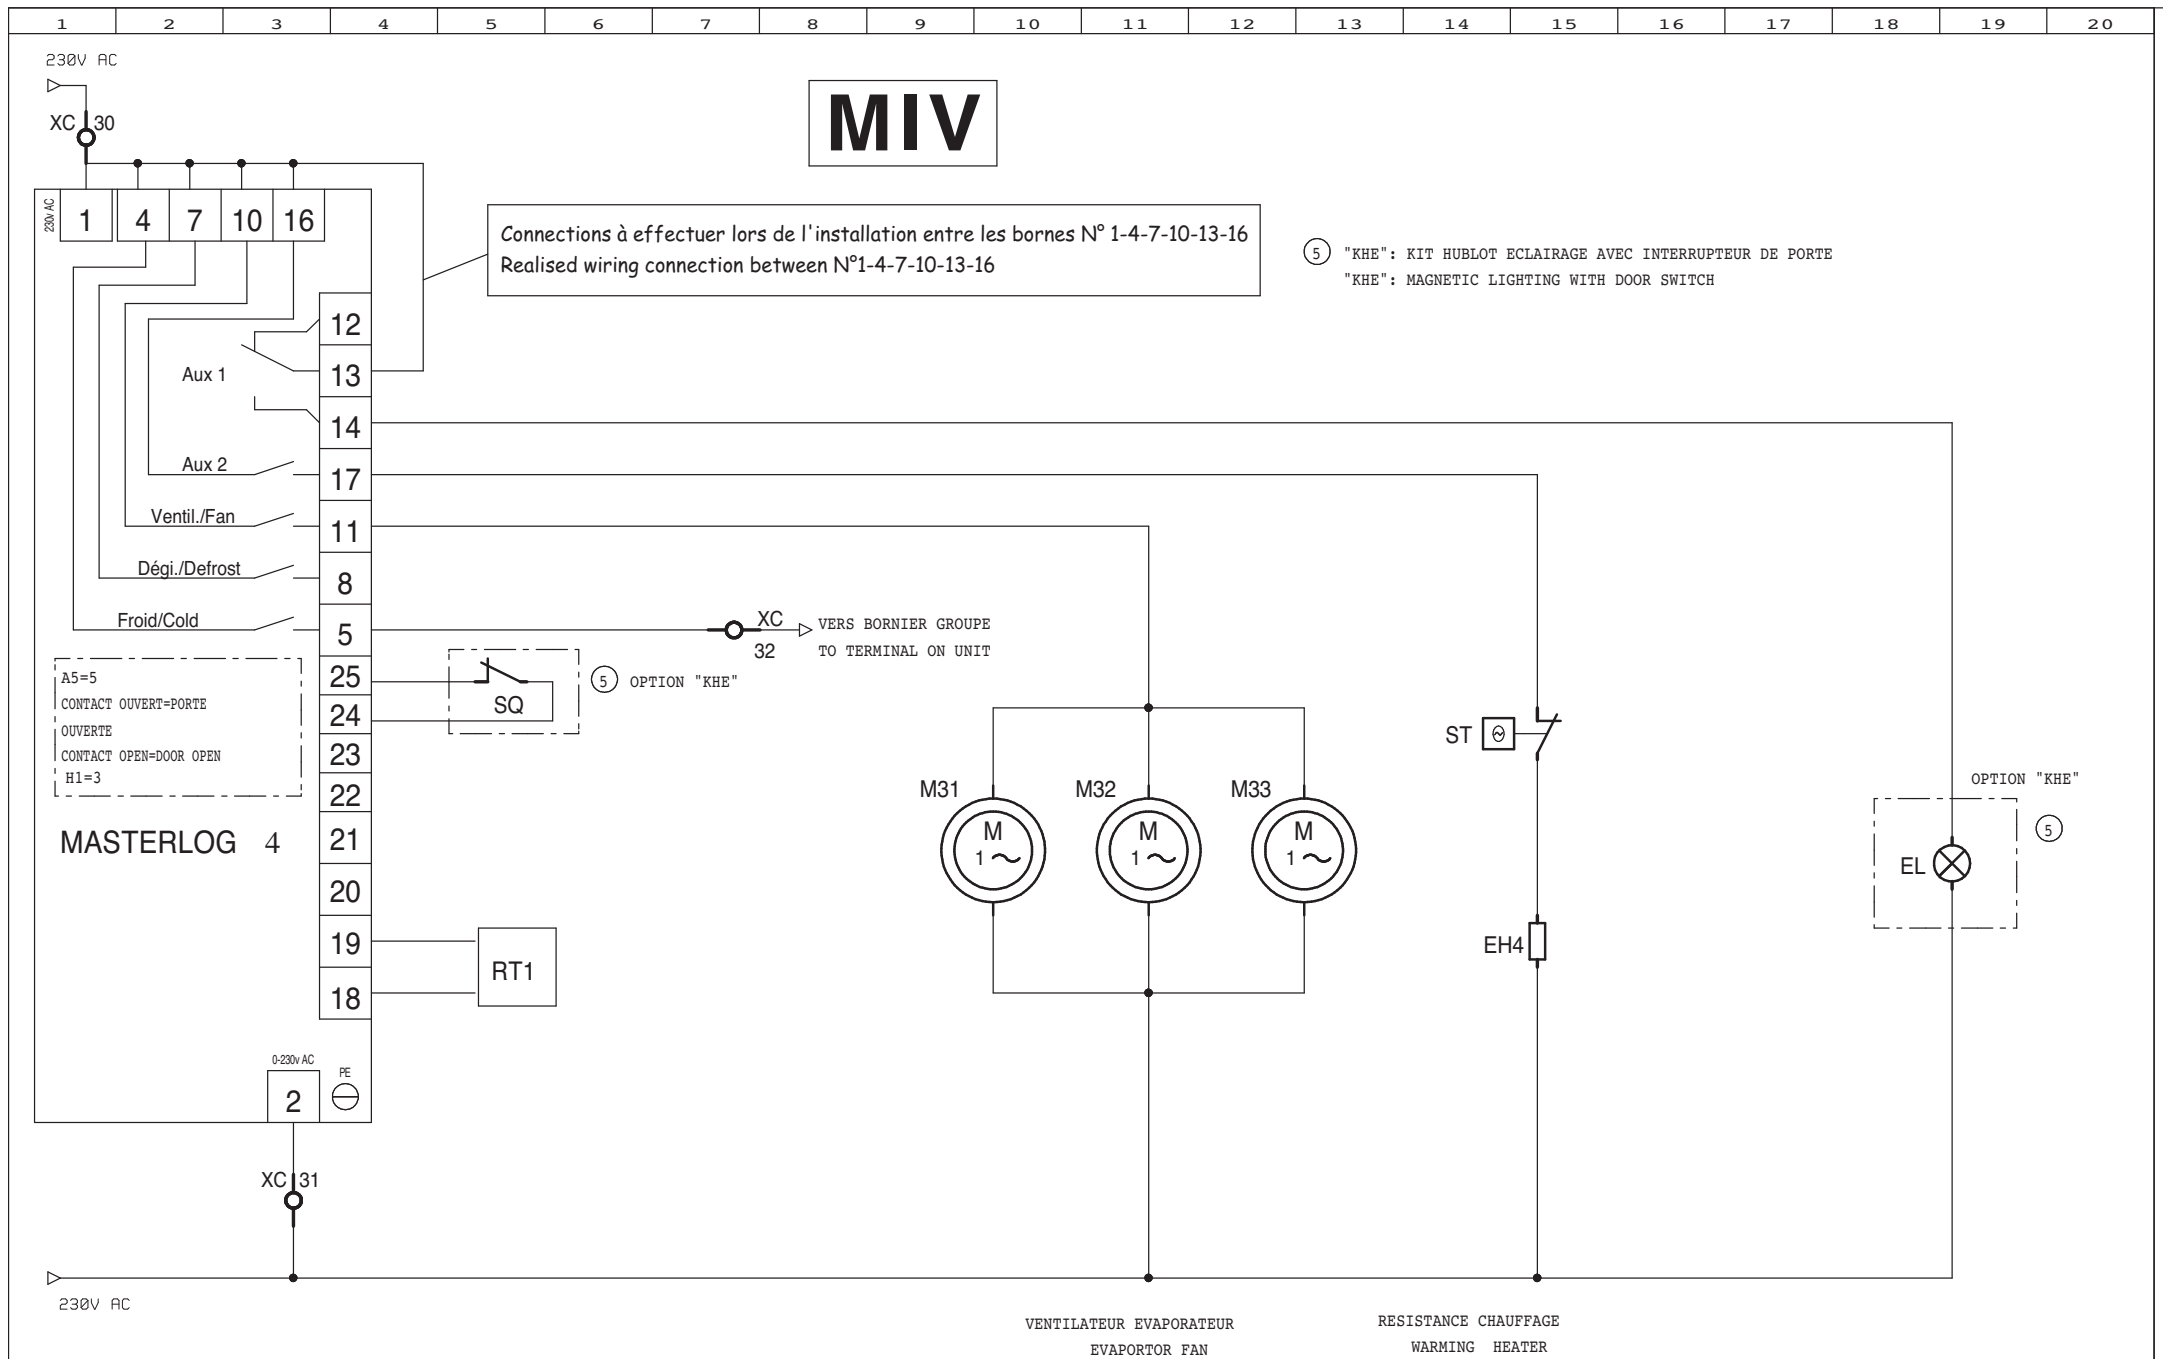 1 2 3 4 5 6 7 8 9 10 11 12 13 14 15 16 17 18 19 20
230V AC
XC 30
MIV
230v AC
1 4 7 10 16
Connections à effectuer lors de l'installation entre les bornes N° 1-4-7-10-13-16
Realised wiring connection between N°1-4-7-10-13-16
5 "KHE": KIT HUBLOT ECLAIRAGE AVEC INTERRUPTEUR DE PORTE
"KHE": MAGNETIC LIGHTING WITH DOOR SWITCH
12
Aux 1
13
14
Aux 2
17
Ventil./Fan
11
Dégi./Defrost
8
Froid/Cold
5
XC
32
VERS BORNIER GROUPE
TO TERMINAL ON UNIT
A5=5
CONTACT OUVERT=PORTE
OUVERTE
CONTACT OPEN=DOOR OPEN
H1=3
25
24
23
22
21
20
19
18
SQ
5 OPTION "KHE"
MASTERLOG 4
RT1
M31
M
1
M32
M
1
M33
M
1
ST
EH4
OPTION "KHE"
5
EL
0-230v AC
2
PE
XC 31
230V AC
VENTILATEUR EVAPORATEUR
EVAPORTOR FAN
RESISTANCE CHAUFFAGE
WARMING HEATER